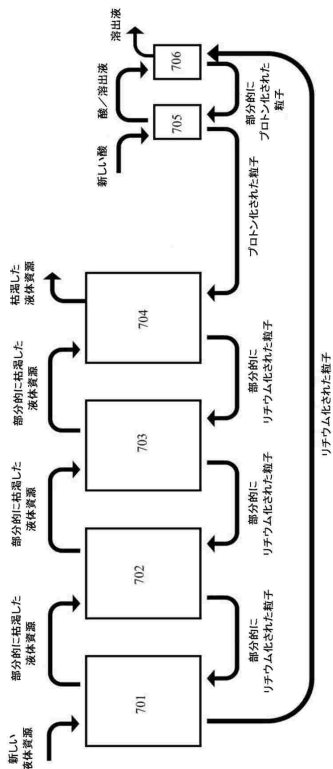 新しい
液体資源
部分的に枯渇した
液体資源
部分的に枯渇した
液体資源
部分的に枯渇した
液体資源
枯渇した
液体資源
新しい酸
酸／溶出液
溶出液
701
702
703
704
705
706
部分的に
リチウム化された粒子
部分的に
リチウム化された粒子
部分的に
リチウム化された粒子
プロトン化された粒子
部分的に
プロトン化された
粒子
リチウム化された粒子